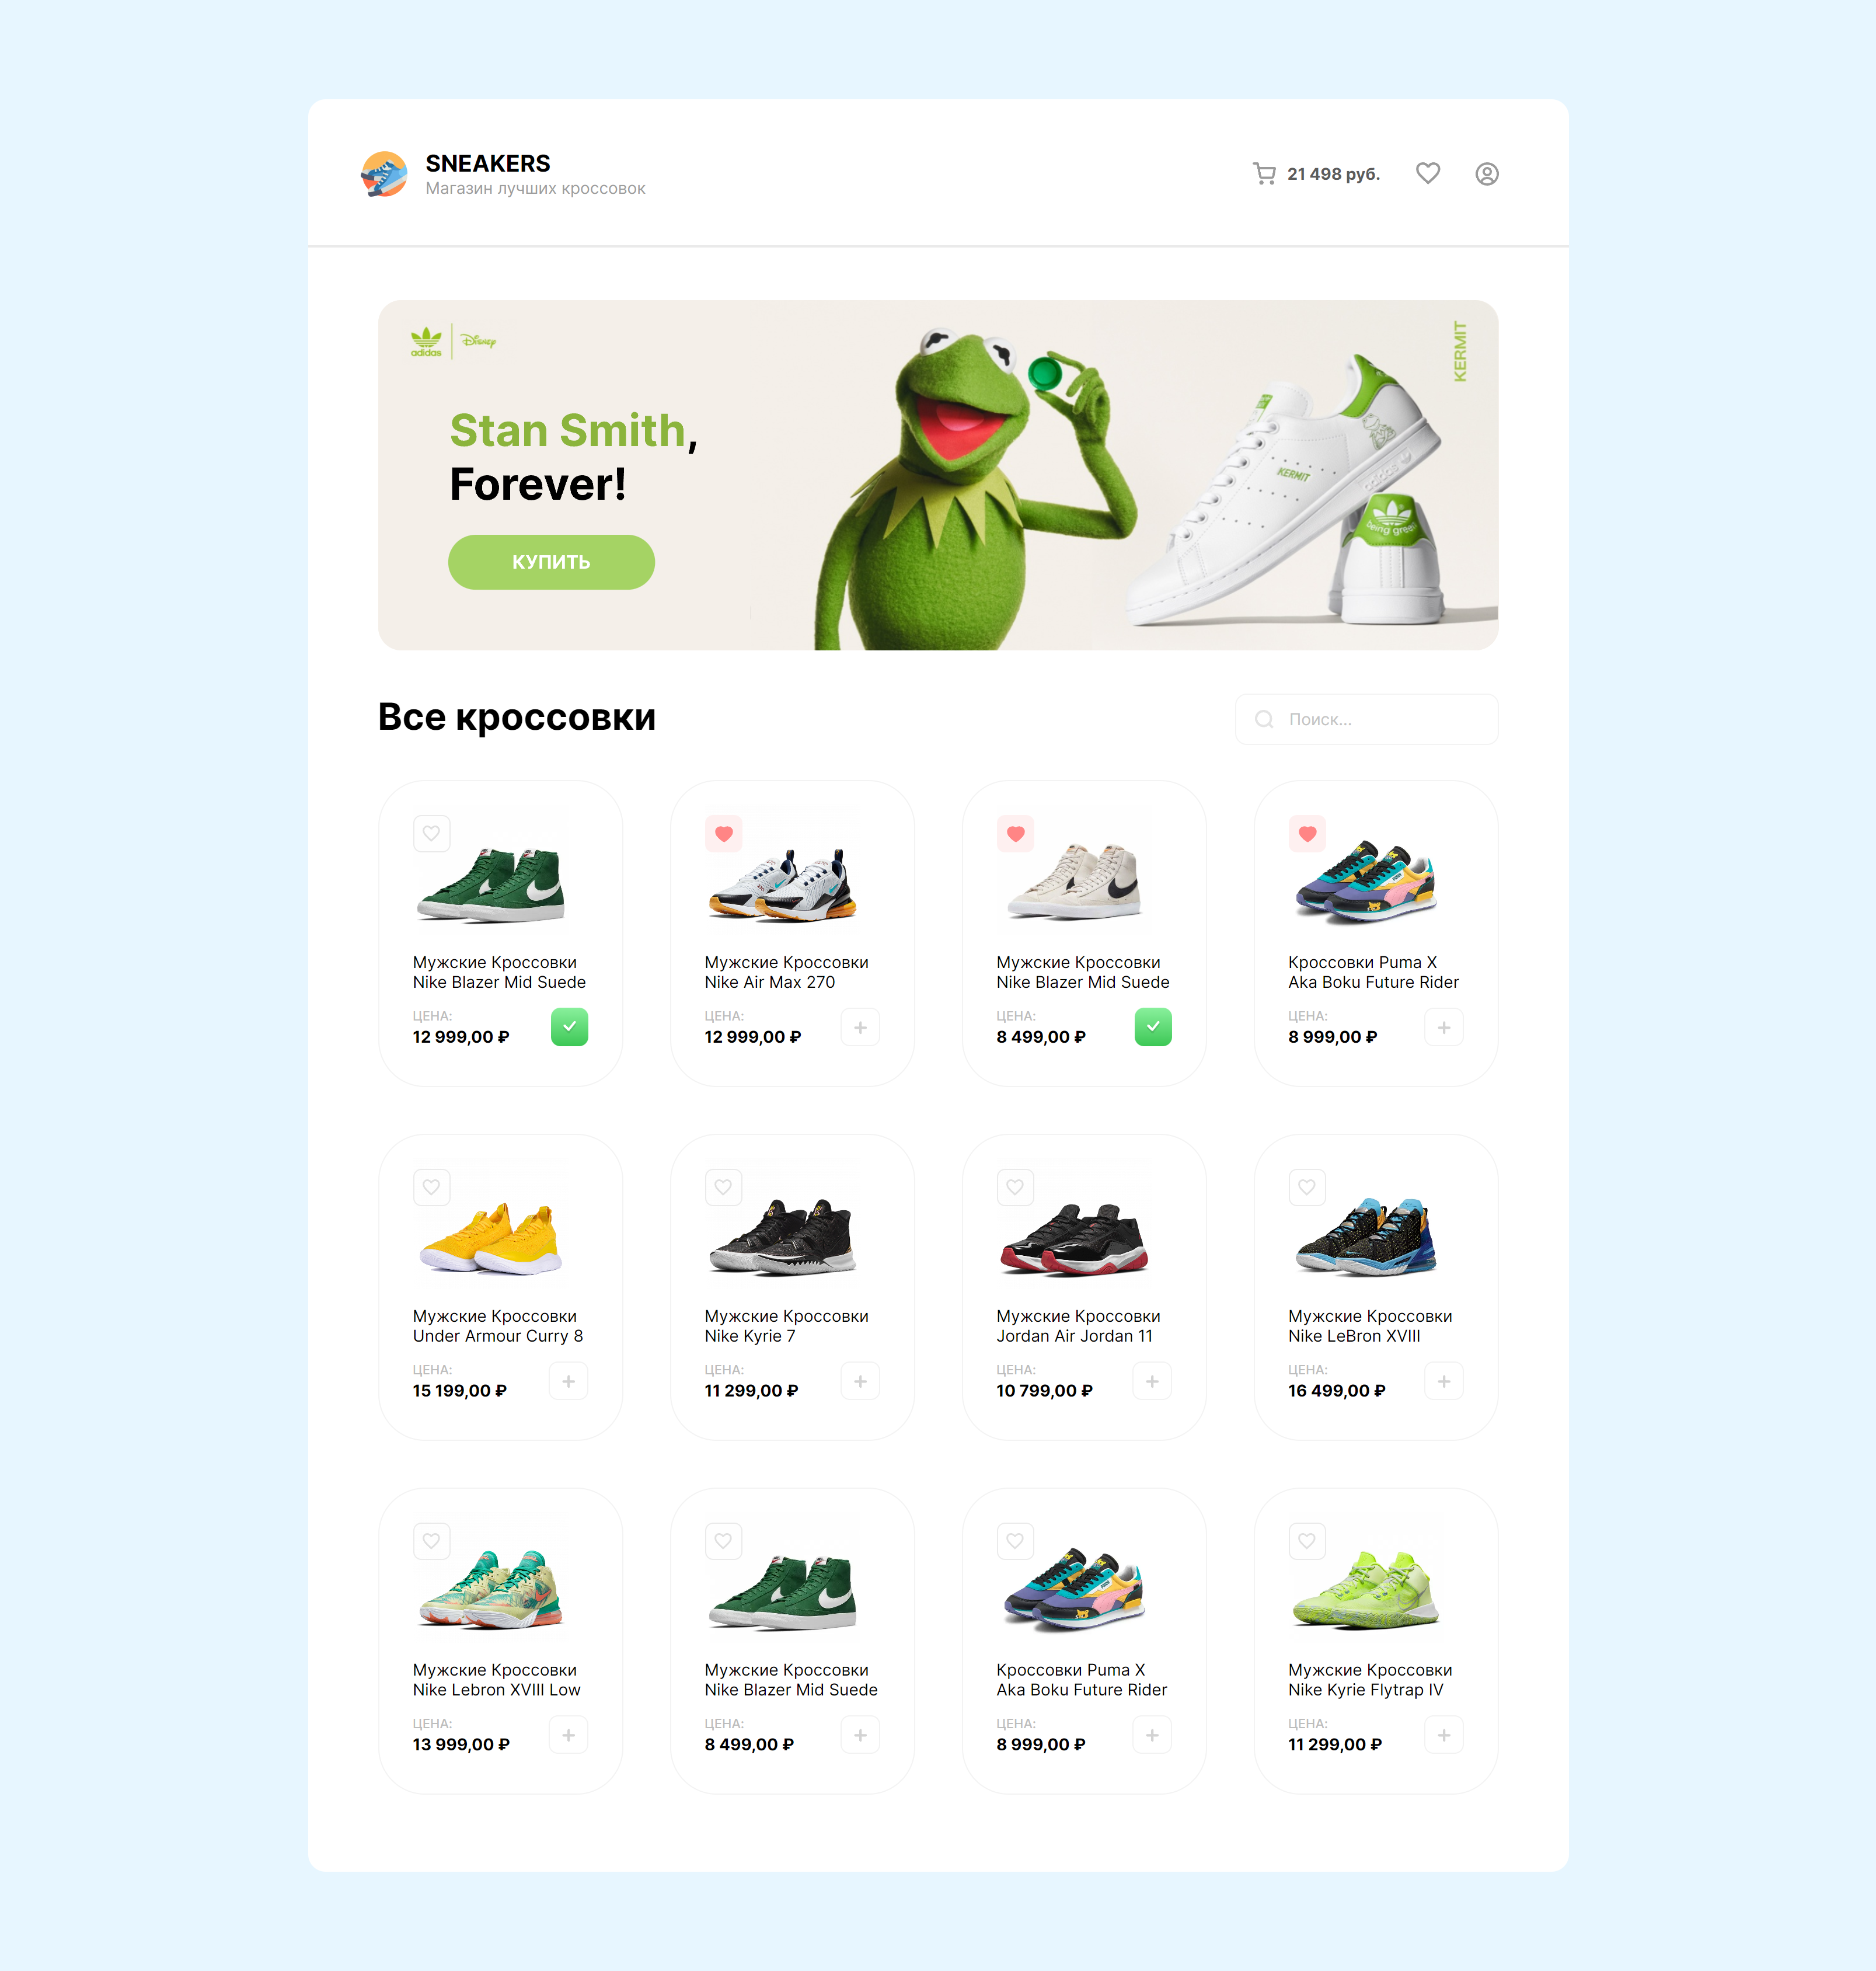 SNEAKERS
Магазин лучших кроссовок
21 498 руб.
adidas
Disney
KERMIT
Stan Smith,
Forever!
КУПИТЬ
KERMIT
adidas
being green
Все кроссовки
Поиск...
Мужские Кроссовки
Nike Blazer Mid Suede
ЦЕНА:
12 999,00 ₽
Мужские Кроссовки
Nike Air Max 270
ЦЕНА:
12 999,00 ₽
Мужские Кроссовки
Nike Blazer Mid Suede
ЦЕНА:
8 499,00 ₽
Кроссовки Puma X
Aka Boku Future Rider
ЦЕНА:
8 999,00 ₽
Мужские Кроссовки
Under Armour Curry 8
ЦЕНА:
15 199,00 ₽
Мужские Кроссовки
Nike Kyrie 7
ЦЕНА:
11 299,00 ₽
Мужские Кроссовки
Jordan Air Jordan 11
ЦЕНА:
10 799,00 ₽
Мужские Кроссовки
Nike LeBron XVIII
ЦЕНА:
16 499,00 ₽
Мужские Кроссовки
Nike Lebron XVIII Low
ЦЕНА:
13 999,00 ₽
Мужские Кроссовки
Nike Blazer Mid Suede
ЦЕНА:
8 499,00 ₽
Кроссовки Puma X
Aka Boku Future Rider
ЦЕНА:
8 999,00 ₽
Мужские Кроссовки
Nike Kyrie Flytrap IV
ЦЕНА:
11 299,00 ₽